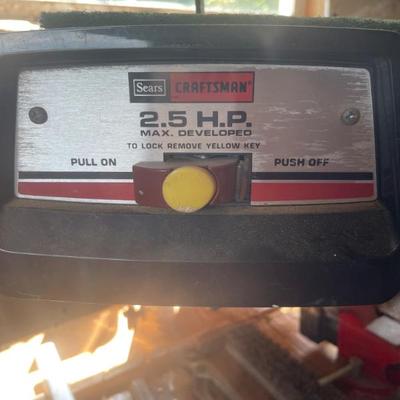 Sears CRAFTSMAN
2.5 H.P.
MAX. DEVELOPED
TO LOCK REMOVE YELLOW KEY
PULL ON PUSH OFF